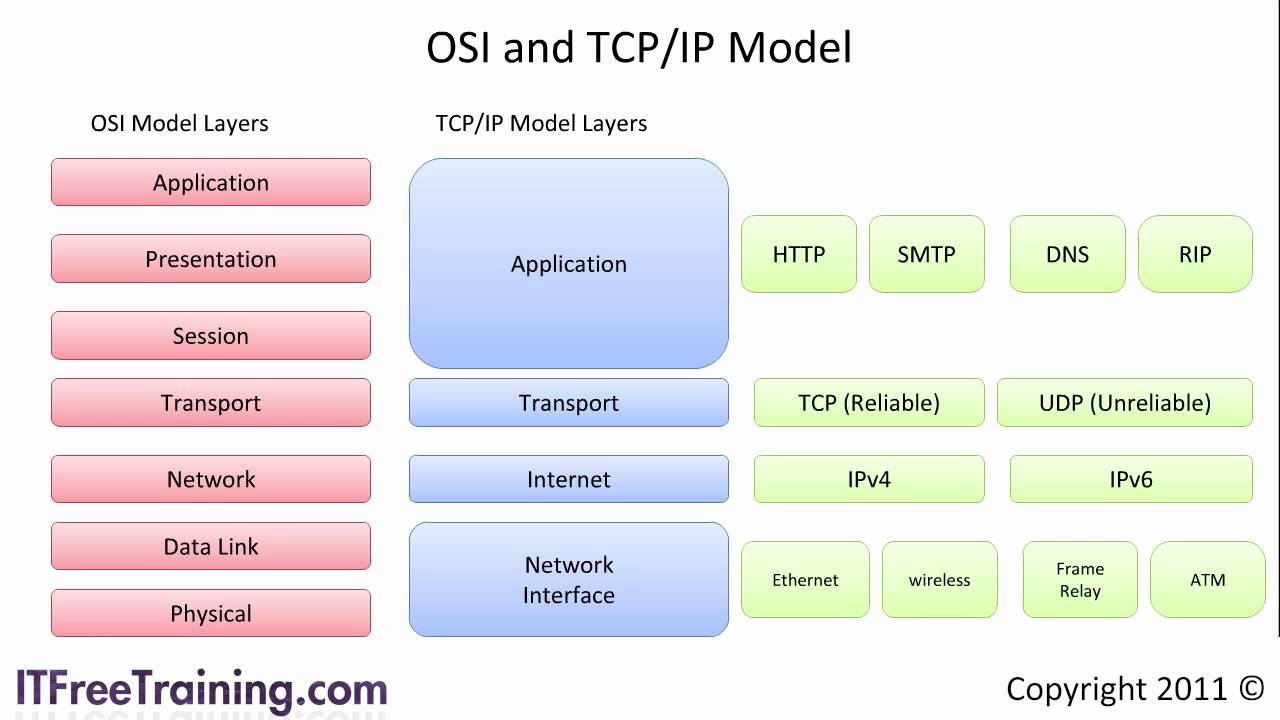 OSI and TCP/IP Model
OSI Model Layers
TCP/IP Model Layers
Application
Presentation
Session
Transport
Network
Data Link
Physical
Application
Transport
Internet
Network
Interface
HTTP
SMTP
DNS
RIP
TCP (Reliable)
UDP (Unreliable)
IPv4
IPv6
Ethernet
wireless
Frame
Relay
ATM
ITFreeTraining.com
Copyright 2011 ©